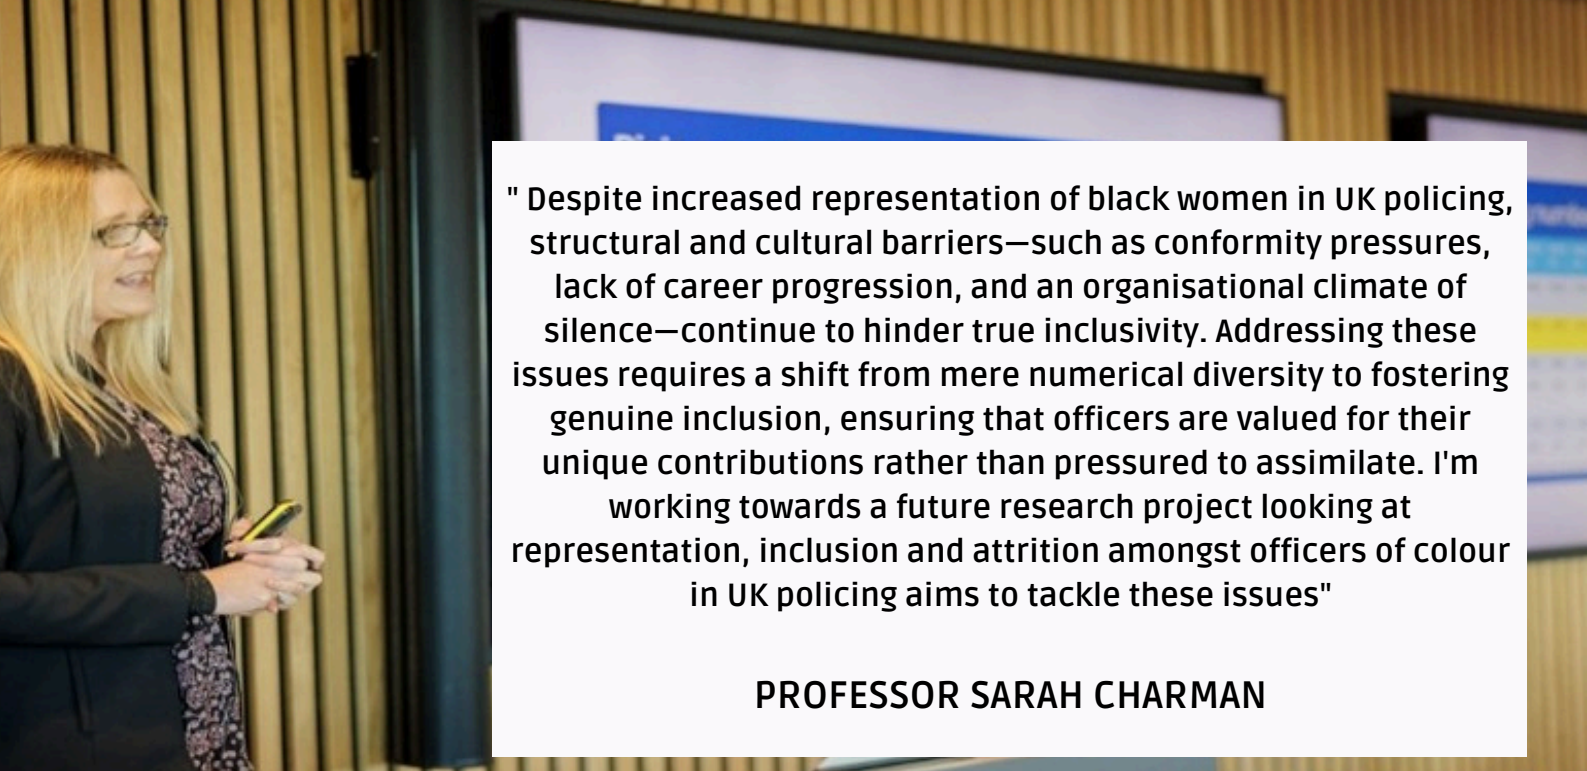 " Despite increased representation of black women in UK policing,
structural and cultural barriers—such as conformity pressures,
lack of career progression, and an organisational climate of
silence—continue to hinder true inclusivity. Addressing these
issues requires a shift from mere numerical diversity to fostering
genuine inclusion, ensuring that officers are valued for their
unique contributions rather than pressured to assimilate. I'm
working towards a future research project looking at
representation, inclusion and attrition amongst officers of colour
in UK policing aims to tackle these issues"
PROFESSOR SARAH CHARMAN